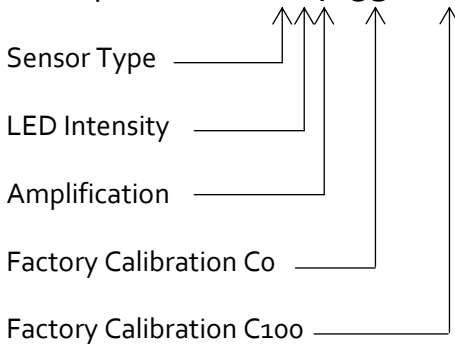 Sensor Type
LED Intensity
Amplification
Factory Calibration C0
Factory Calibration C100